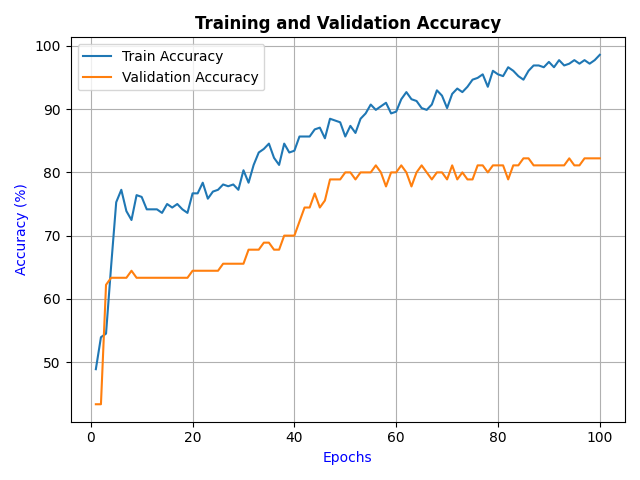 Training and Validation Accuracy
Train Accuracy
Validation Accuracy
Accuracy (%)
100
90
80
70
60
50
0 20 40 60 80 100
Epochs